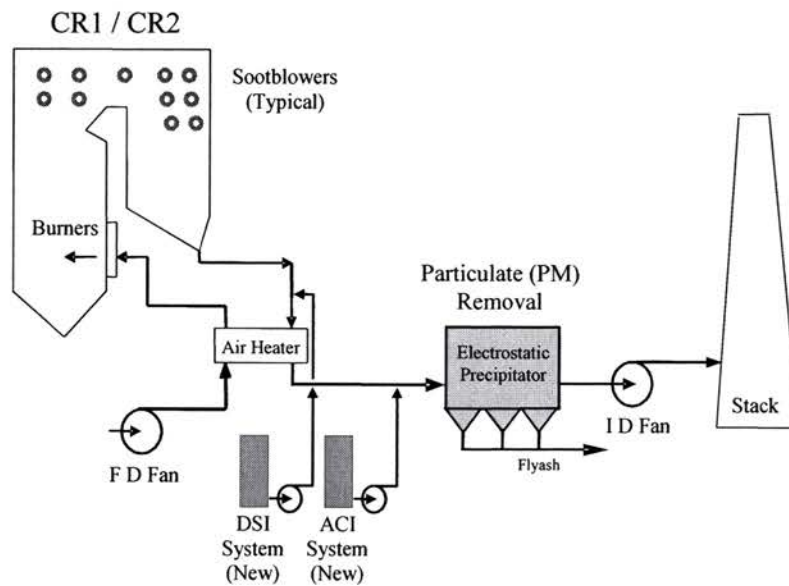 CR1 / CR2
Sootblowers
(Typical)
Burners
Particulate (PM)
Removal
Air Heater
Electrostatic
Precipitator
F D Fan
Flyash
I D Fan
Stack
DSI
System
(New)
ACI
System
(New)